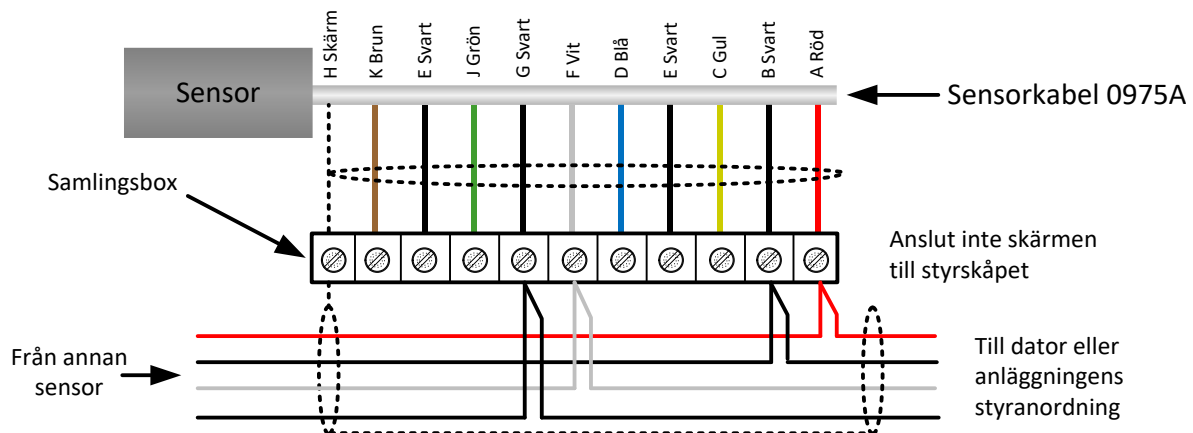 H Skärm
K Brun
E Svart
J Grön
G Svart
F Vit
D Blå
E Svart
C Gul
B Svart
A Röd
Sensor
Sensorkabel 0975A
Samlingsbox
Anslut inte skärmen
till styrskåpet
Från annan
sensor
Till dator eller
anläggningens
styranordning